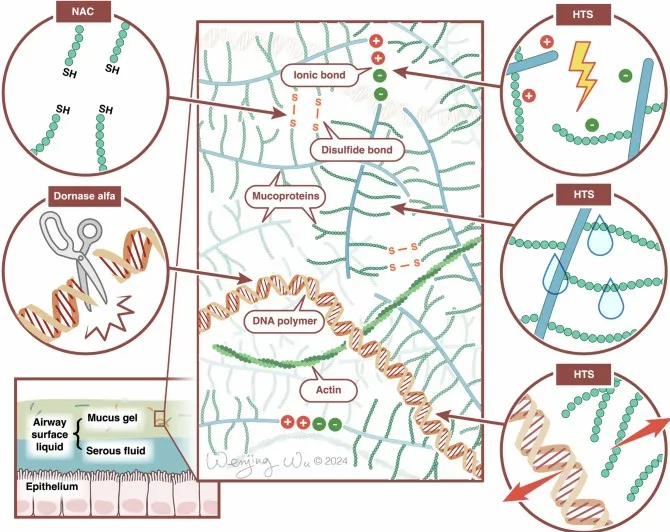 NAC
SH
SH
SH
SH
Dornase alfa
Airway
surface
liquid
Mucus gel
Serous fluid
Epithelium
+
+
−
−
Ionic bond
S
S
S
S
Disulfide bond
Mucoproteins
S
S
S
S
DNA polymer
Actin
+
+
−
−
Wenjing Wu © 2024
HTS
+
+
−
−
HTS
HTS